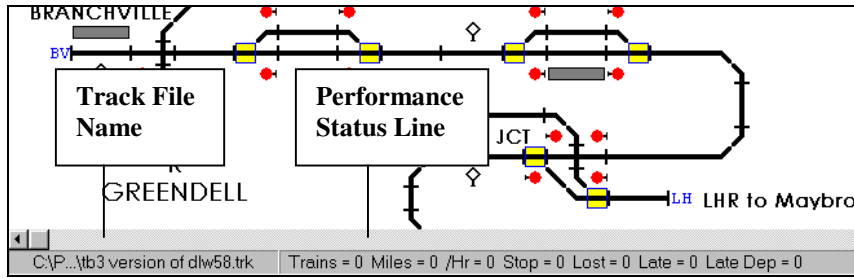 BRANCHVILLE
BV
Track File
Name
Performance
Status Line
JCT
GREENDELL
LH LHR to Maybro
C:\P...\tb3 version of dlw58.trk
Trains = 0 Miles = 0 /Hr = 0 Stop = 0 Lost = 0 Late = 0 Late Dep = 0